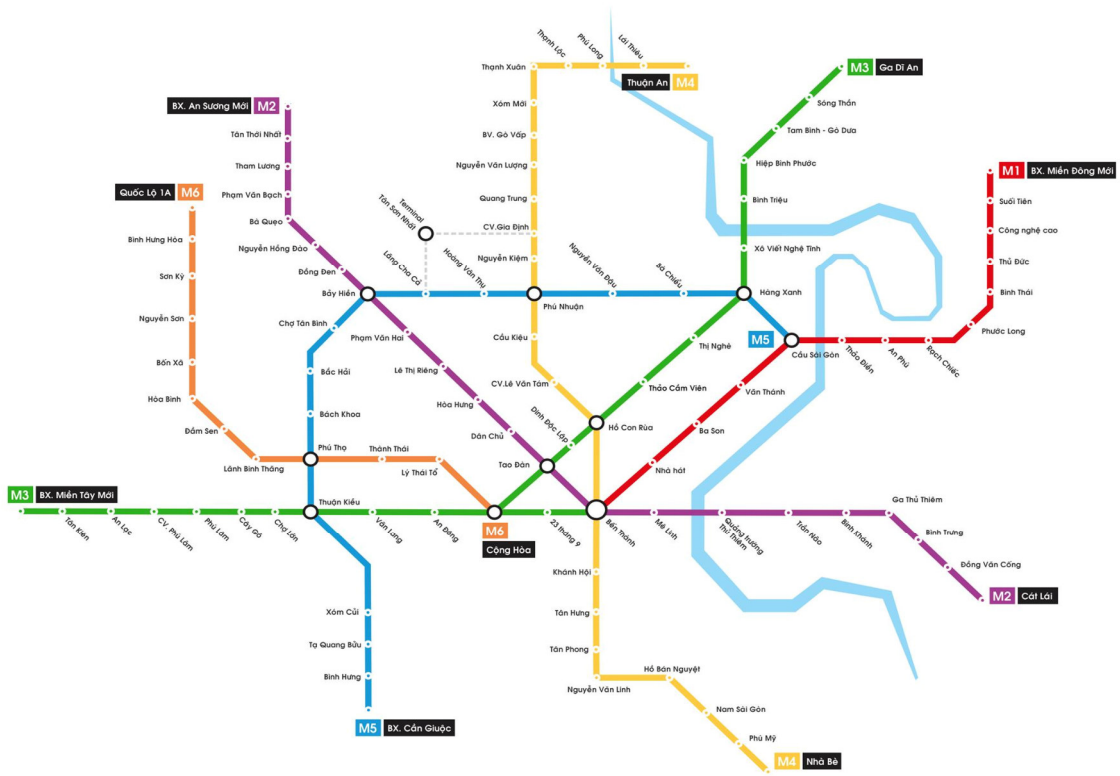 Thạnh Lộc
Phú Long
Lái Thiêu
Thạnh Xuân
Thuận An
M4
M3
Ga Dĩ An
Sóng Thần
Xóm Mới
BX. An Sương Mới
M2
Tân Thới Nhất
BV. Gò Vấp
Tam Bình - Gò Dưa
Tham Lương
Nguyễn Văn Lượng
Hiệp Bình Phước
M1
BX. Miền Đông Mới
Quốc Lộ 1A
M6
Phạm Văn Bạch
Quang Trung
Bình Triệu
Suối Tiên
Bà Quẹo
Terminal
Tân Sơn Nhất
CV.Gia Định
Công nghệ cao
Bình Hưng Hòa
Nguyễn Hồng Đào
Xô Viết Nghệ Tĩnh
Nguyễn Kiệm
Thủ Đức
Sơn Kỳ
Đồng Đen
Lăng Cha Cả
Hoàng Văn Thụ
Nguyễn Văn Đậu
Bà Chiểu
Bình Thái
Bảy Hiền
Phú Nhuận
Hàng Xanh
Nguyễn Sơn
Chợ Tân Bình
Phạm Văn Hai
Cầu Kiệu
Thị Nghè
M5
Cầu Sài Gòn
Thảo Điền
An Phú
Rạch Chiếc
Phước Long
Bốn Xã
Bắc Hải
Lê Thị Riêng
CV.Lê Văn Tám
Thảo Cầm Viên
Văn Thánh
Hòa Bình
Hòa Hưng
Bách Khoa
Đầm Sen
Dân Chủ
Dinh Độc Lập
Hồ Con Rùa
Ba Son
Phú Thọ
Thành Thái
Lý Thái Tổ
Tao Đàn
Nhà hát
Lãnh Binh Thăng
M3
BX. Miền Tây Mới
Thuận Kiều
Ga Thủ Thiêm
Tân Kiên
An Lạc
CV. Phú Lâm
Phú Lâm
Cây Gõ
Chợ Lớn
Văn Lang
An Đông
M6
Cộng Hòa
23 tháng 9
Bến Thành
Mê Linh
Quảng trường
Thủ Thiêm
Trần Não
Bình Khánh
Bình Trưng
Đồng Văn Cống
Khánh Hội
M2
Cát Lái
Xóm Củi
Tân Hưng
Tạ Quang Bửu
Tân Phong
Bình Hưng
Hồ Bán Nguyệt
Nguyễn Văn Linh
M5
BX. Cần Giuộc
Nam Sài Gòn
Phú Mỹ
M4
Nhà Bè